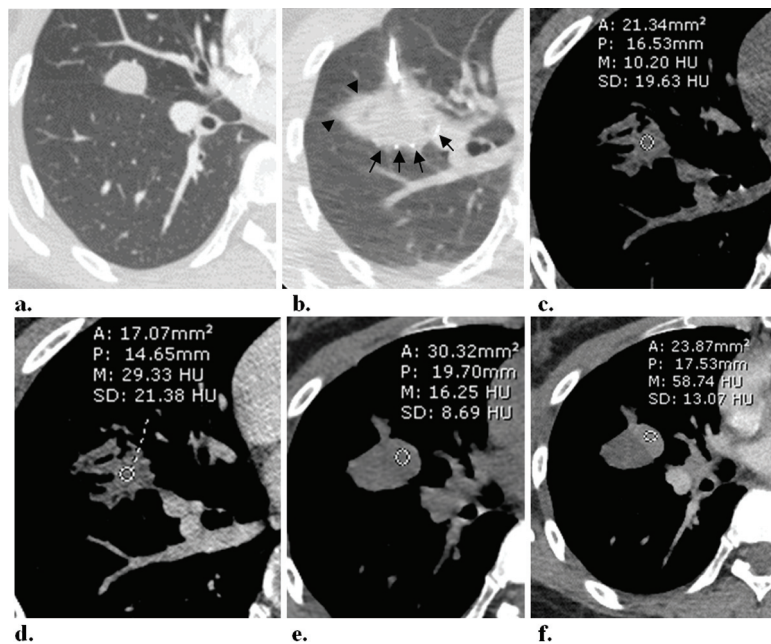 a.
b.
A: 21.34mm²
P: 16.53mm
M: 10.20 HU
SD: 19.63 HU
c.
A: 17.07mm²
P: 14.65mm
M: 29.33 HU
SD: 21.38 HU
d.
A: 30.32mm²
P: 19.70mm
M: 16.25 HU
SD: 8.69 HU
e.
A: 23.87mm²
P: 17.53mm
M: 58.74 HU
SD: 13.07 HU
f.